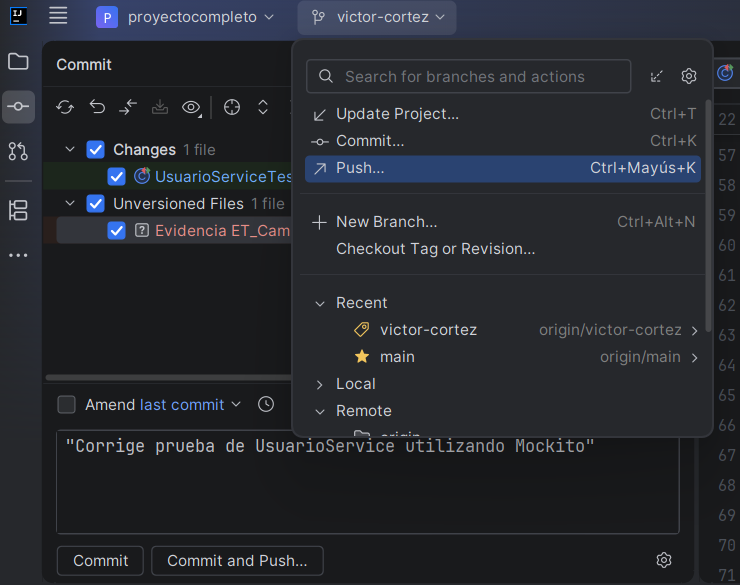 IJ
P proyectocompleto
victor-cortez
Commit
Search for branches and actions
Update Project... Ctrl+T
Commit... Ctrl+K
Push... Ctrl+Mayús+K
New Branch... Ctrl+Alt+N
Checkout Tag or Revision...
Recent
victor-cortez origin/victor-cortez
main origin/main
Local
Remote
origin
Changes 1 file
C UsuarioServiceTes
Unversioned Files 1 file
? Evidencia ET_Cam
Amend last commit
"Corrige prueba de UsuarioService utilizando Mockito"
Commit
Commit and Push...
C
22
57
58
59
60
61
62
63
64
65
66
67
68
69
70
71